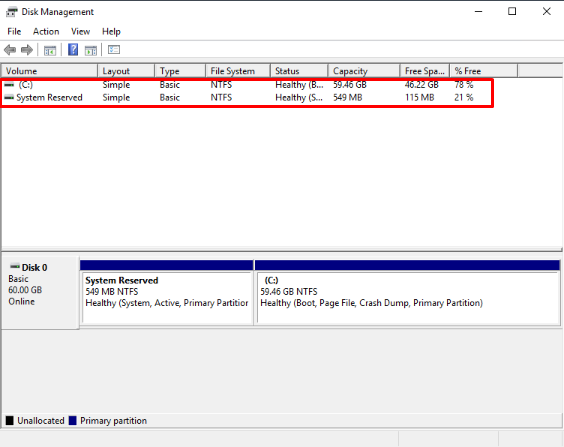 Disk Management
File Action View Help
Volume Layout Type File System Status Capacity Free Spa... % Free
(C:) Simple Basic NTFS Healthy (B... 59.46 GB 46.22 GB 78 %
System Reserved Simple Basic NTFS Healthy (S... 549 MB 115 MB 21 %
Disk 0
Basic
60.00 GB
Online
System Reserved
549 MB NTFS
Healthy (System, Active, Primary Partition
(C:)
59.46 GB NTFS
Healthy (Boot, Page File, Crash Dump, Primary Partition)
Unallocated Primary partition